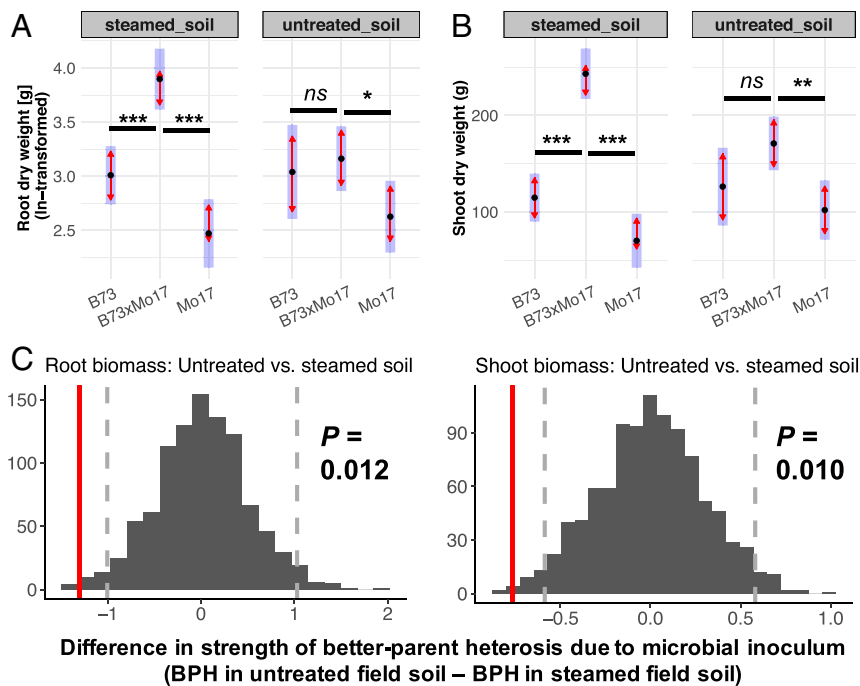 A
steamed_soil
untreated_soil
Root dry weight [g]
(ln−transformed)
4.0
3.5
3.0
2.5
***
***
ns
*
B73
B73xMo17
Mo17
B73
B73xMo17
Mo17
B
steamed_soil
untreated_soil
Shoot dry weight (g)
200
100
***
***
ns
**
B73
B73xMo17
Mo17
B73
B73xMo17
Mo17
C
Root biomass: Untreated vs. steamed soil
150
100
50
0
−1
0
1
2
P =
0.012
Shoot biomass: Untreated vs. steamed soil
90
60
30
0
−0.5
0.0
0.5
1.0
P =
0.010
Difference in strength of better−parent heterosis due to microbial inoculum
(BPH in untreated field soil – BPH in steamed field soil)